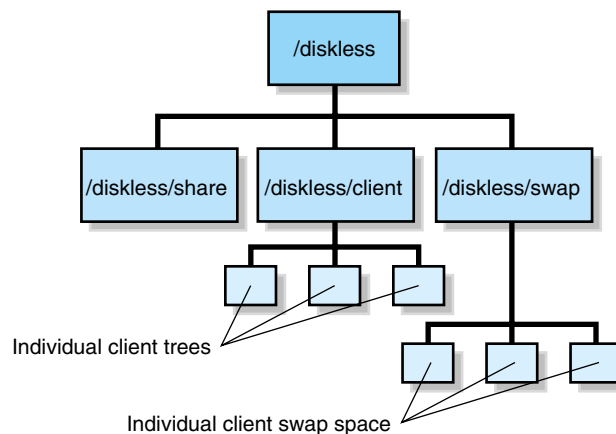 /diskless
/diskless/share
/diskless/client
/diskless/swap
Individual client trees
Individual client swap space